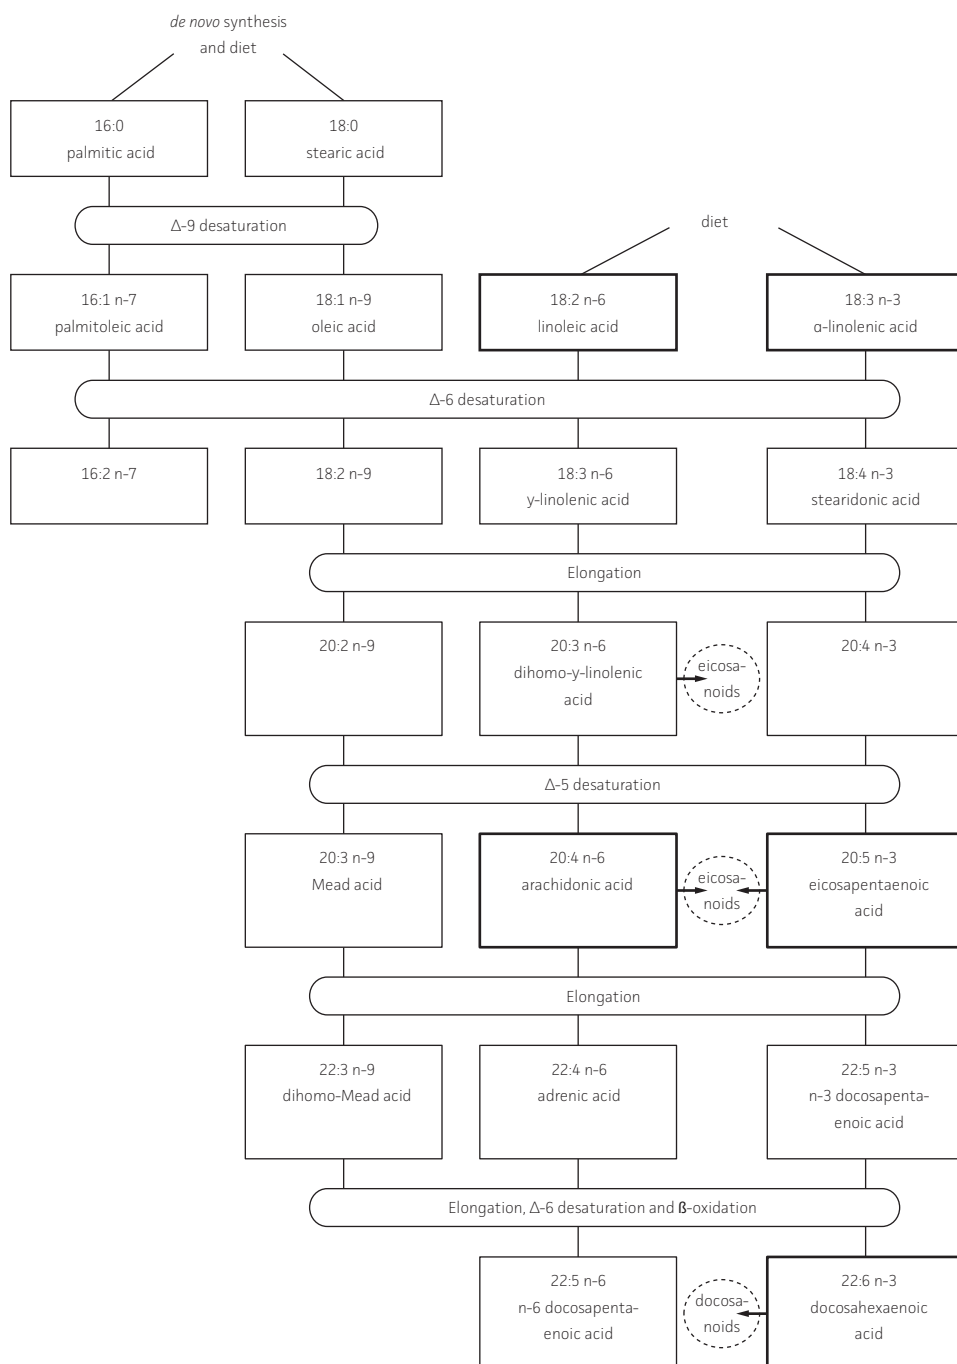 de novo synthesis
and diet
16:0
palmitic acid
18:0
stearic acid
Δ-9 desaturation
diet
16:1 n-7
palmitoleic acid
18:1 n-9
oleic acid
18:2 n-6
linoleic acid
18:3 n-3
α-linolenic acid
Δ-6 desaturation
16:2 n-7
18:2 n-9
18:3 n-6
y-linolenic acid
18:4 n-3
stearidonic acid
Elongation
20:2 n-9
20:3 n-6
dihomo-y-linolenic
acid
eicosa-
noids
20:4 n-3
Δ-5 desaturation
20:3 n-9
Mead acid
20:4 n-6
arachidonic acid
eicosa-
noids
20:5 n-3
eicosapentaenoic
acid
Elongation
22:3 n-9
dihomo-Mead acid
22:4 n-6
adrenic acid
22:5 n-3
n-3 docosapenta-
enoic acid
Elongation, Δ-6 desaturation and ß-oxidation
22:5 n-6
n-6 docosapenta-
enoic acid
docosa-
noids
22:6 n-3
docosahexaenoic
acid